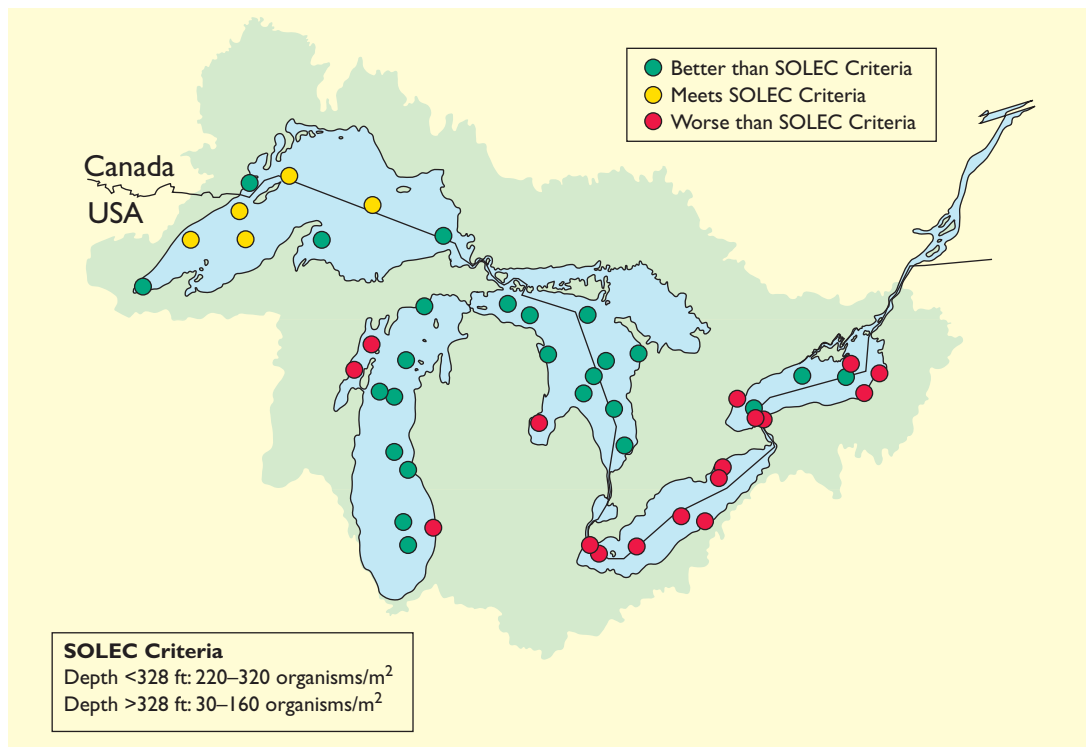 Better than SOLEC Criteria
Meets SOLEC Criteria
Worse than SOLEC Criteria
Canada
USA
SOLEC Criteria
Depth <328 ft: 220–320 organisms/m²
Depth >328 ft: 30–160 organisms/m²